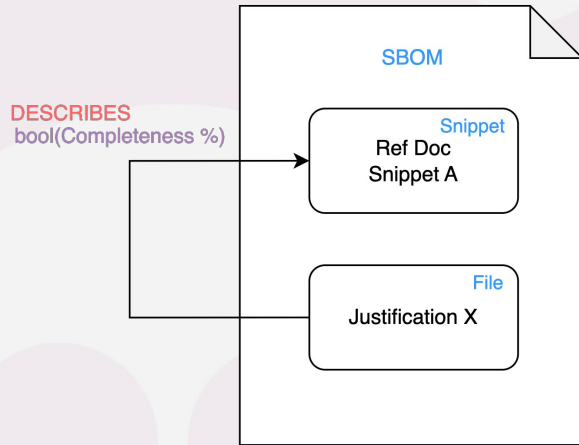 SBOM
DESCRIBES
bool(Completeness %)
Snippet
Ref Doc
Snippet A
File
Justification X